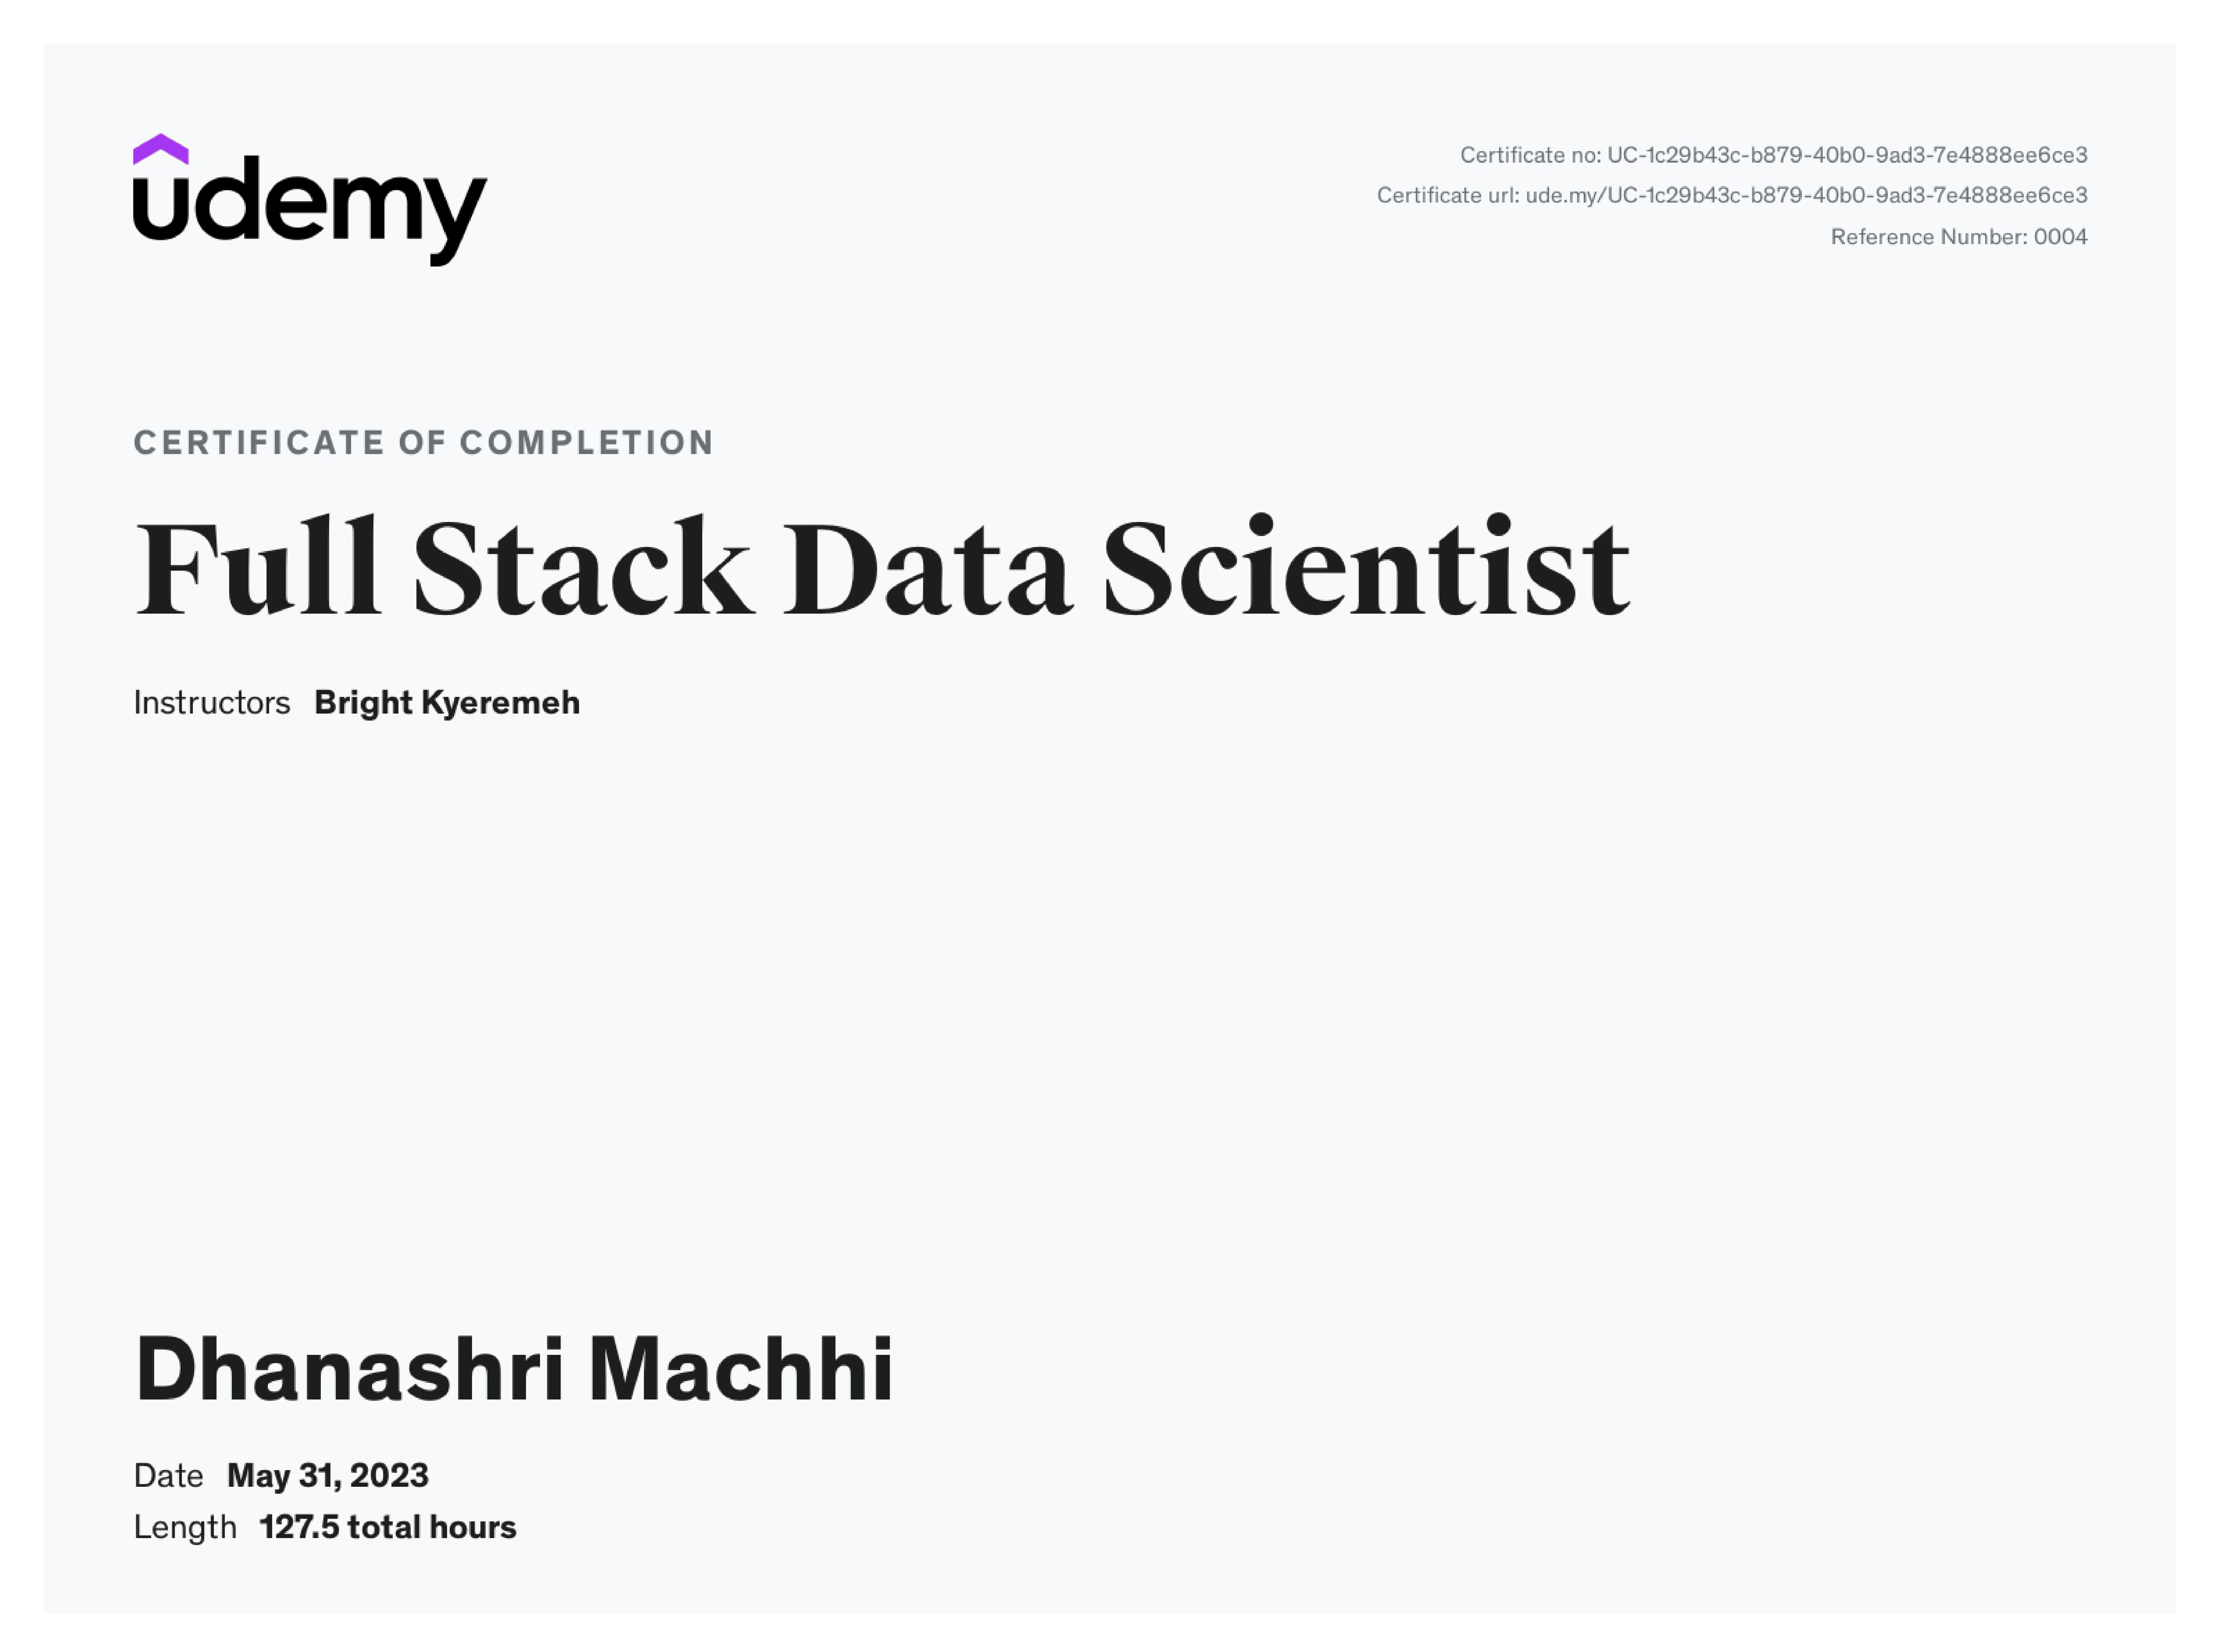 udemy
Certificate no: UC-1c29b43c-b879-40b0-9ad3-7e4888ee6ce3
Certificate url: ude.my/UC-1c29b43c-b879-40b0-9ad3-7e4888ee6ce3
Reference Number: 0004
CERTIFICATE OF COMPLETION
Full Stack Data Scientist
Instructors Bright Kyeremeh
Dhanashri Machhi
Date May 31, 2023
Length 127.5 total hours